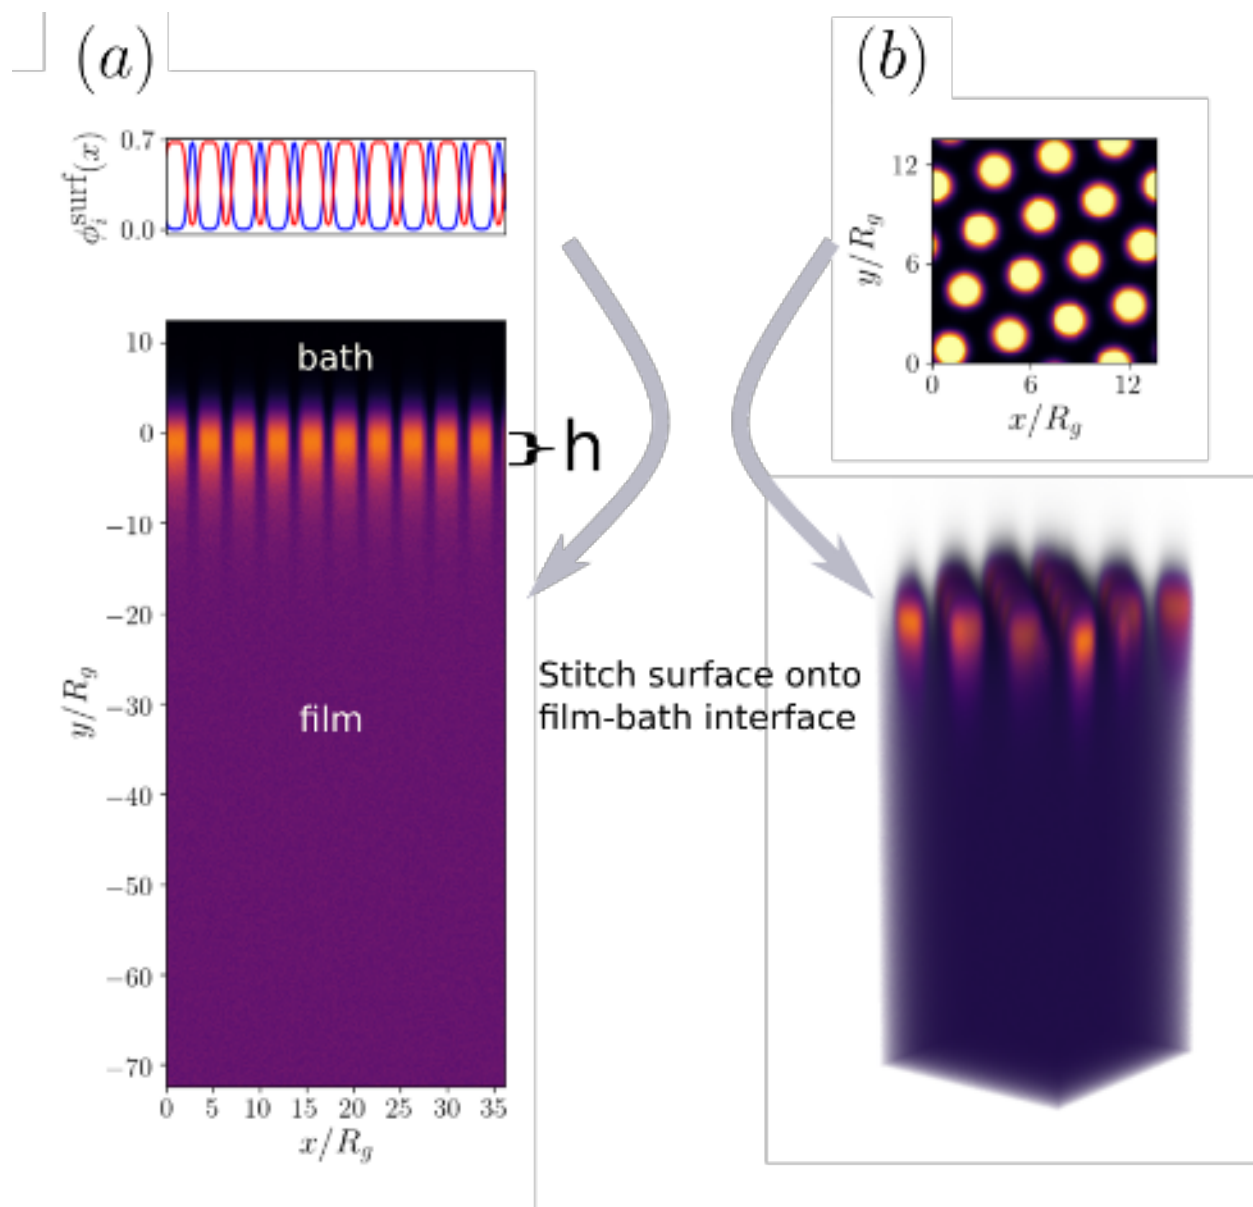 (a)
0.7
0.0
ϕ_i^surf(x)
10
0
−10
−20
−30
−40
−50
−60
−70
y/R_g
bath
film
h
0 5 10 15 20 25 30 35
x/R_g
Stitch surface onto
film-bath interface
(b)
12
6
0
y/R_g
0 6 12
x/R_g